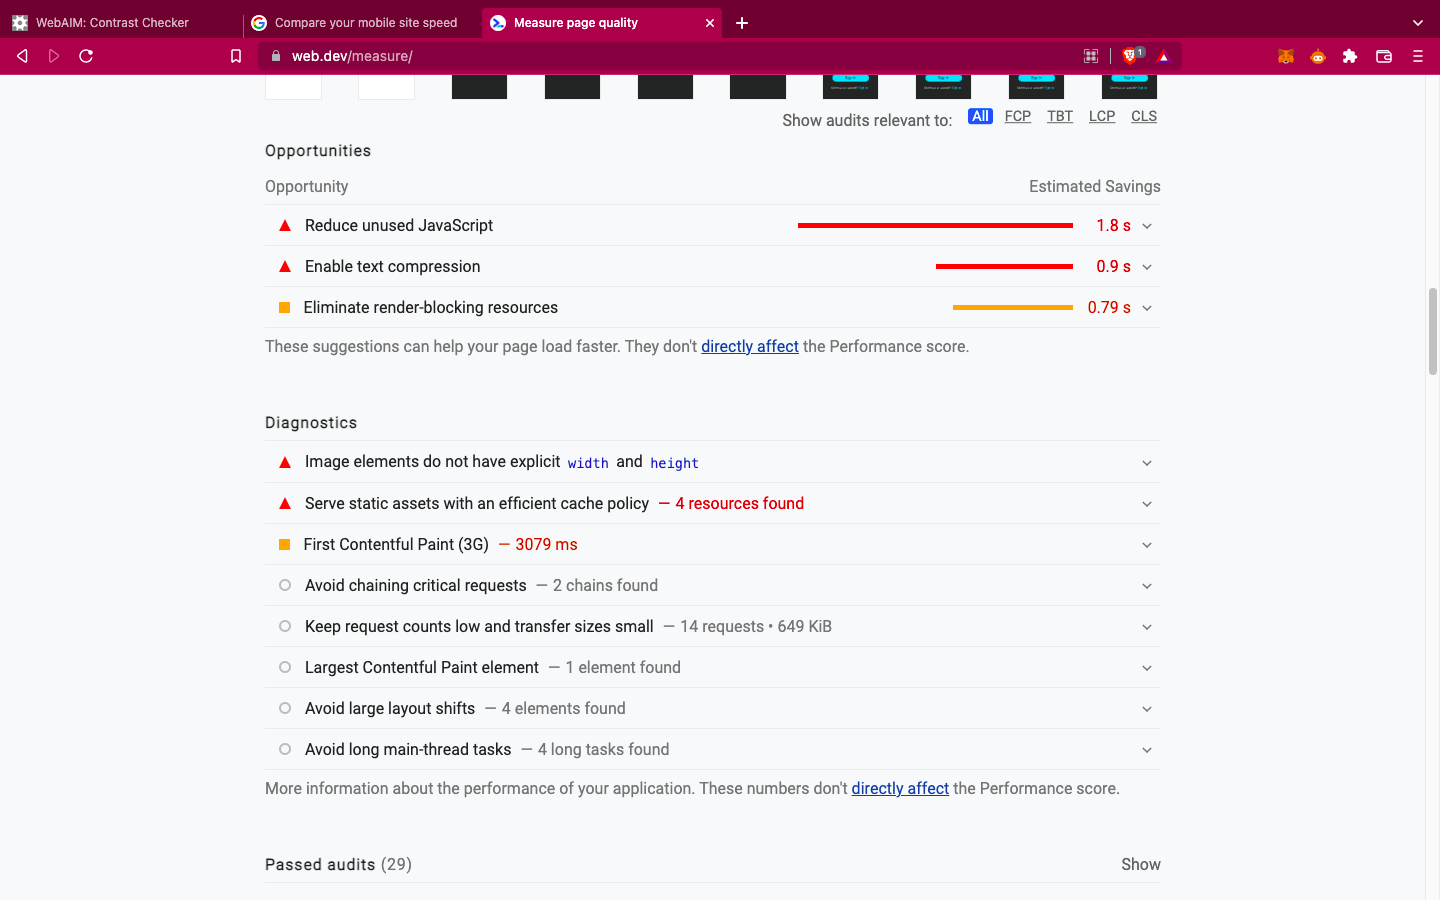 WebAIM: Contrast Checker
Compare your mobile site speed
Measure page quality
web.dev/measure/
1
Show audits relevant to: All FCP TBT LCP CLS
Opportunities
Opportunity Estimated Savings
Reduce unused JavaScript 1.8 s
Enable text compression 0.9 s
Eliminate render-blocking resources 0.79 s
These suggestions can help your page load faster. They don't directly affect the Performance score.
Diagnostics
Image elements do not have explicit width and height
Serve static assets with an efficient cache policy — 4 resources found
First Contentful Paint (3G) — 3079 ms
Avoid chaining critical requests — 2 chains found
Keep request counts low and transfer sizes small — 14 requests • 649 KiB
Largest Contentful Paint element — 1 element found
Avoid large layout shifts — 4 elements found
Avoid long main-thread tasks — 4 long tasks found
More information about the performance of your application. These numbers don't directly affect the Performance score.
Passed audits (29) Show